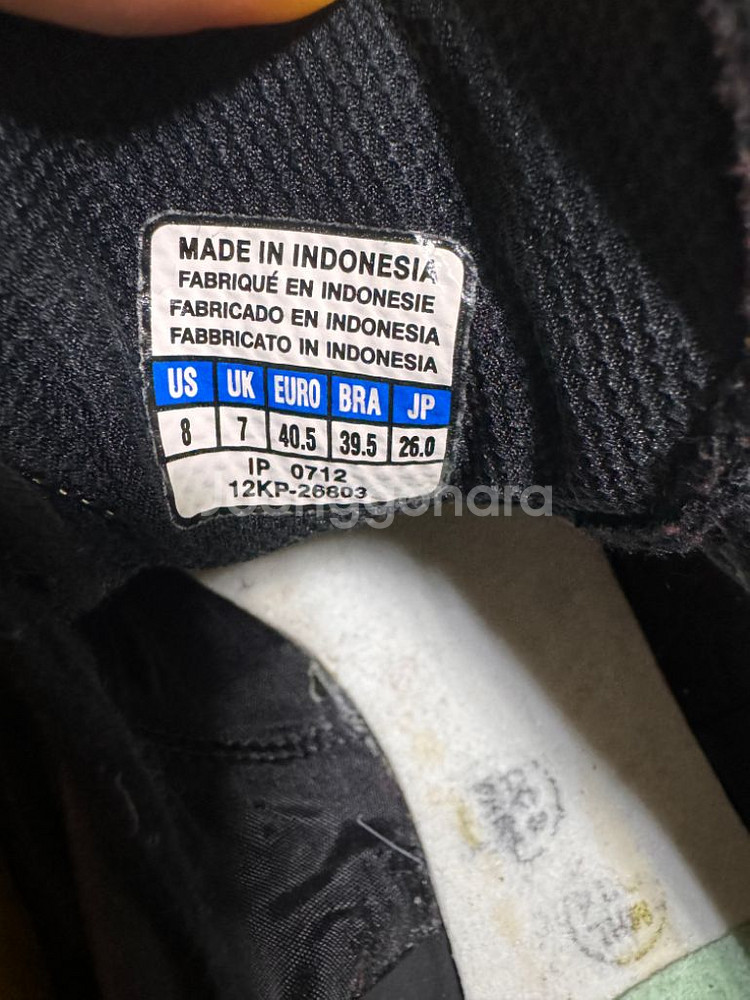 MADE IN INDONESIA
FABRIQUÉ EN INDONESIE
FABRICADO EN INDONESIA
FABBRICATO IN INDONESIA
US UK EURO BRA JP
8 7 40.5 39.5 26.0
IP 0712
12KP-26803
joonggonara